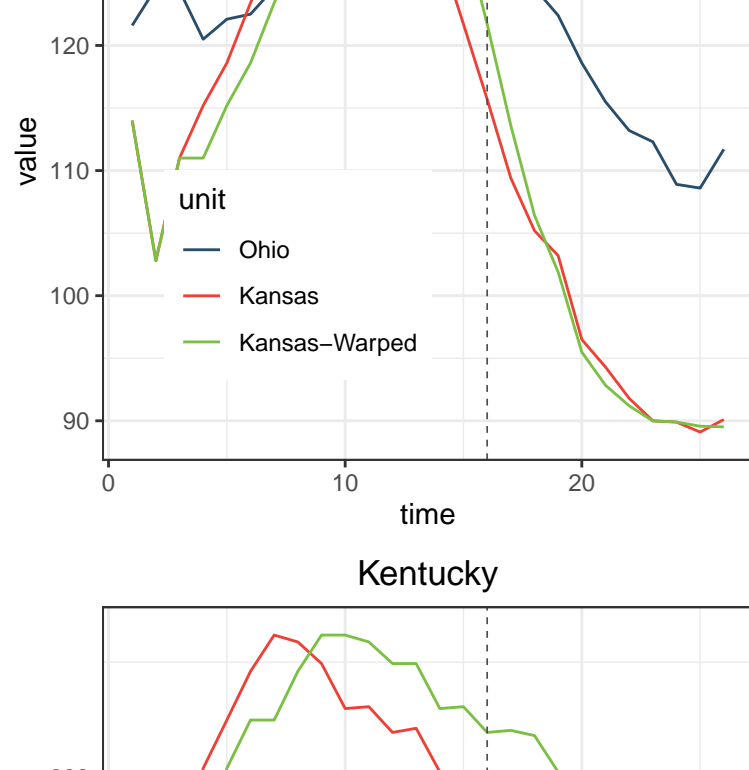 120
110
100
90
value
unit
Ohio
Kansas
Kansas−Warped
0 10 20
time
Kentucky